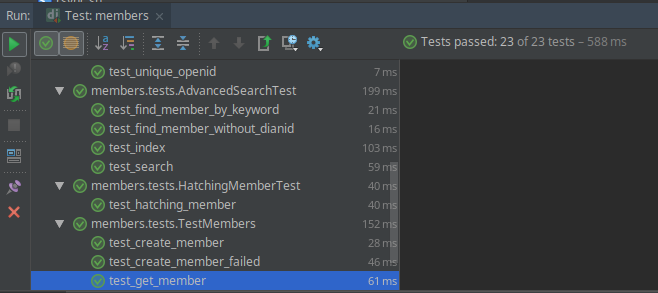 Run: Test: members
Tests passed: 23 of 23 tests – 588 ms
test_unique_openid 7 ms
members.tests.AdvancedSearchTest 199 ms
test_find_member_by_keyword 21 ms
test_find_member_without_dianid 16 ms
test_index 103 ms
test_search 59 ms
members.tests.HatchingMemberTest 40 ms
test_hatching_member 40 ms
members.tests.TestMembers 152 ms
test_create_member 28 ms
test_create_member_failed 46 ms
test_get_member 61 ms